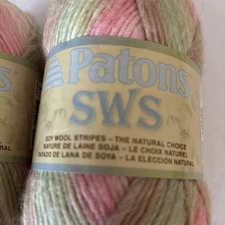 Patons
SWS
SOY WOOL STRIPES – THE NATURAL CHOICE
RAYURE DE LAINE SOJA – LE CHOIX NATUREL
RAYADO DE LANA DE SOYA – LA ELECCIÓN NATURAL